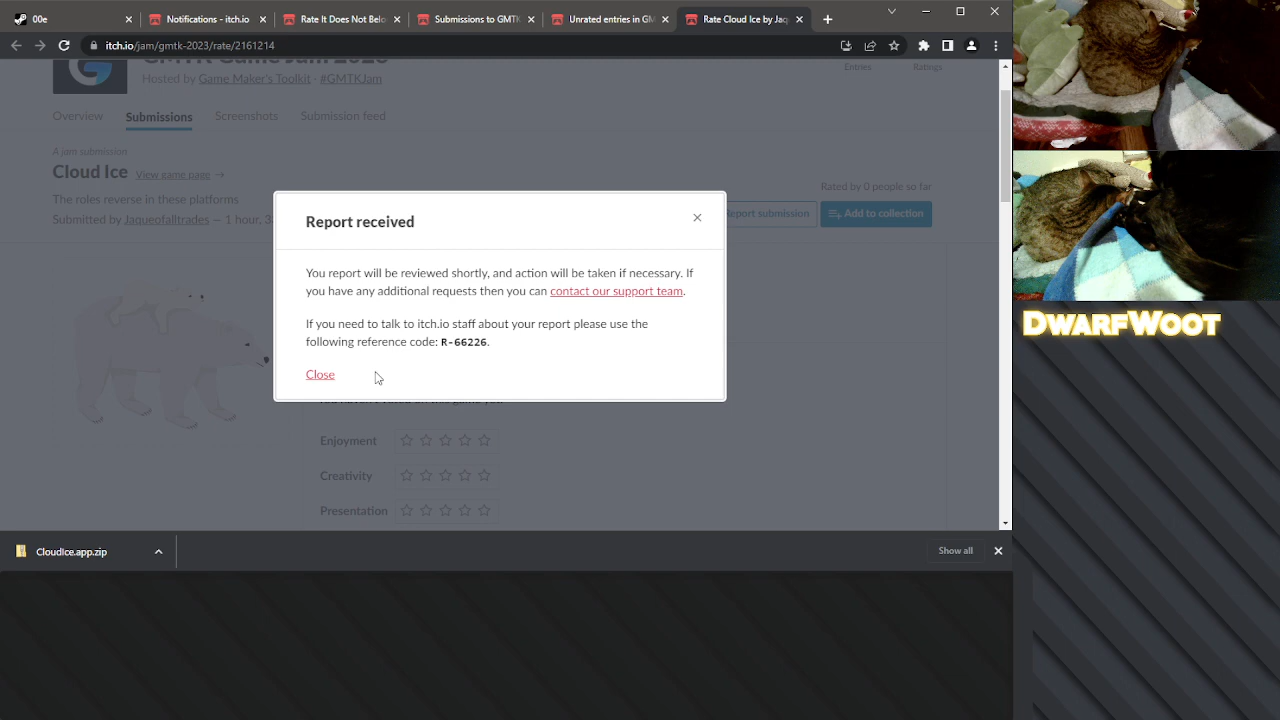 00e
Notifications - itch.io
Rate It Does Not Belo
Submissions to GMTK
Unrated entries in GM
Rate Cloud Ice by Jaq
itch.io/jam/gmtk-2023/rate/2161214
Hosted by Game Maker's Toolkit · #GMTKJam
Entries
Ratings
Overview
Submissions
Screenshots
Submission feed
A jam submission
Cloud Ice View game page →
The roles reverse in these platforms
Submitted by Jaqueofalltrades — 1 hour, 3
Rated by 0 people so far
Report submission
Add to collection
Report received
You report will be reviewed shortly, and action will be taken if necessary. If
you have any additional requests then you can contact our support team.
If you need to talk to itch.io staff about your report please use the
following reference code: R-66226.
Close
Enjoyment
Creativity
Presentation
CloudIce.app.zip
Show all
DwarfWoot